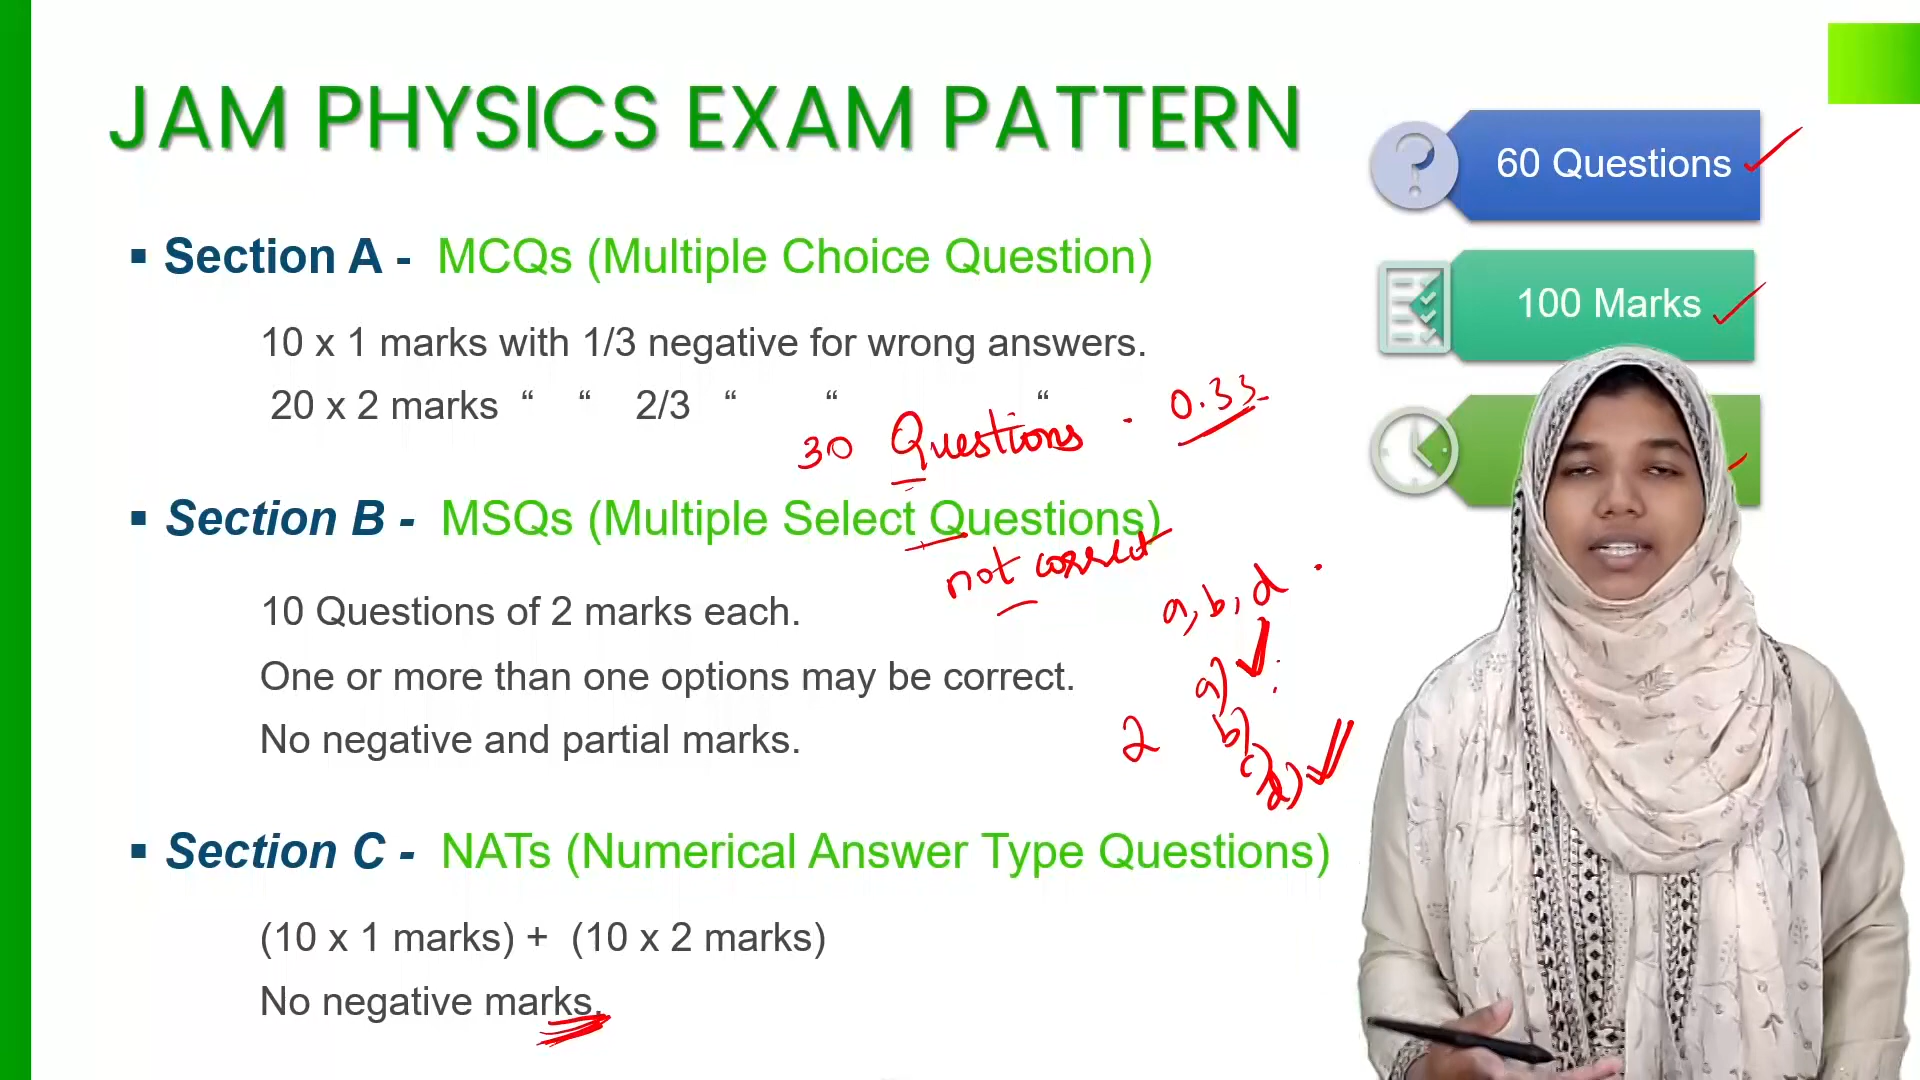 JAM PHYSICS EXAM PATTERN
60 Questions
▪ Section A - MCQs (Multiple Choice Question)
100 Marks
10 x 1 marks with 1/3 negative for wrong answers.
20 x 2 marks “ “ 2/3 “ “ “
30 Questions - 0.33
▪ Section B - MSQs (Multiple Select Questions)
not correct
a, b, d
10 Questions of 2 marks each.
One or more than one options may be correct.
a)
No negative and partial marks.
2
b)
c)
d)
▪ Section C - NATs (Numerical Answer Type Questions)
(10 x 1 marks) + (10 x 2 marks)
No negative marks.